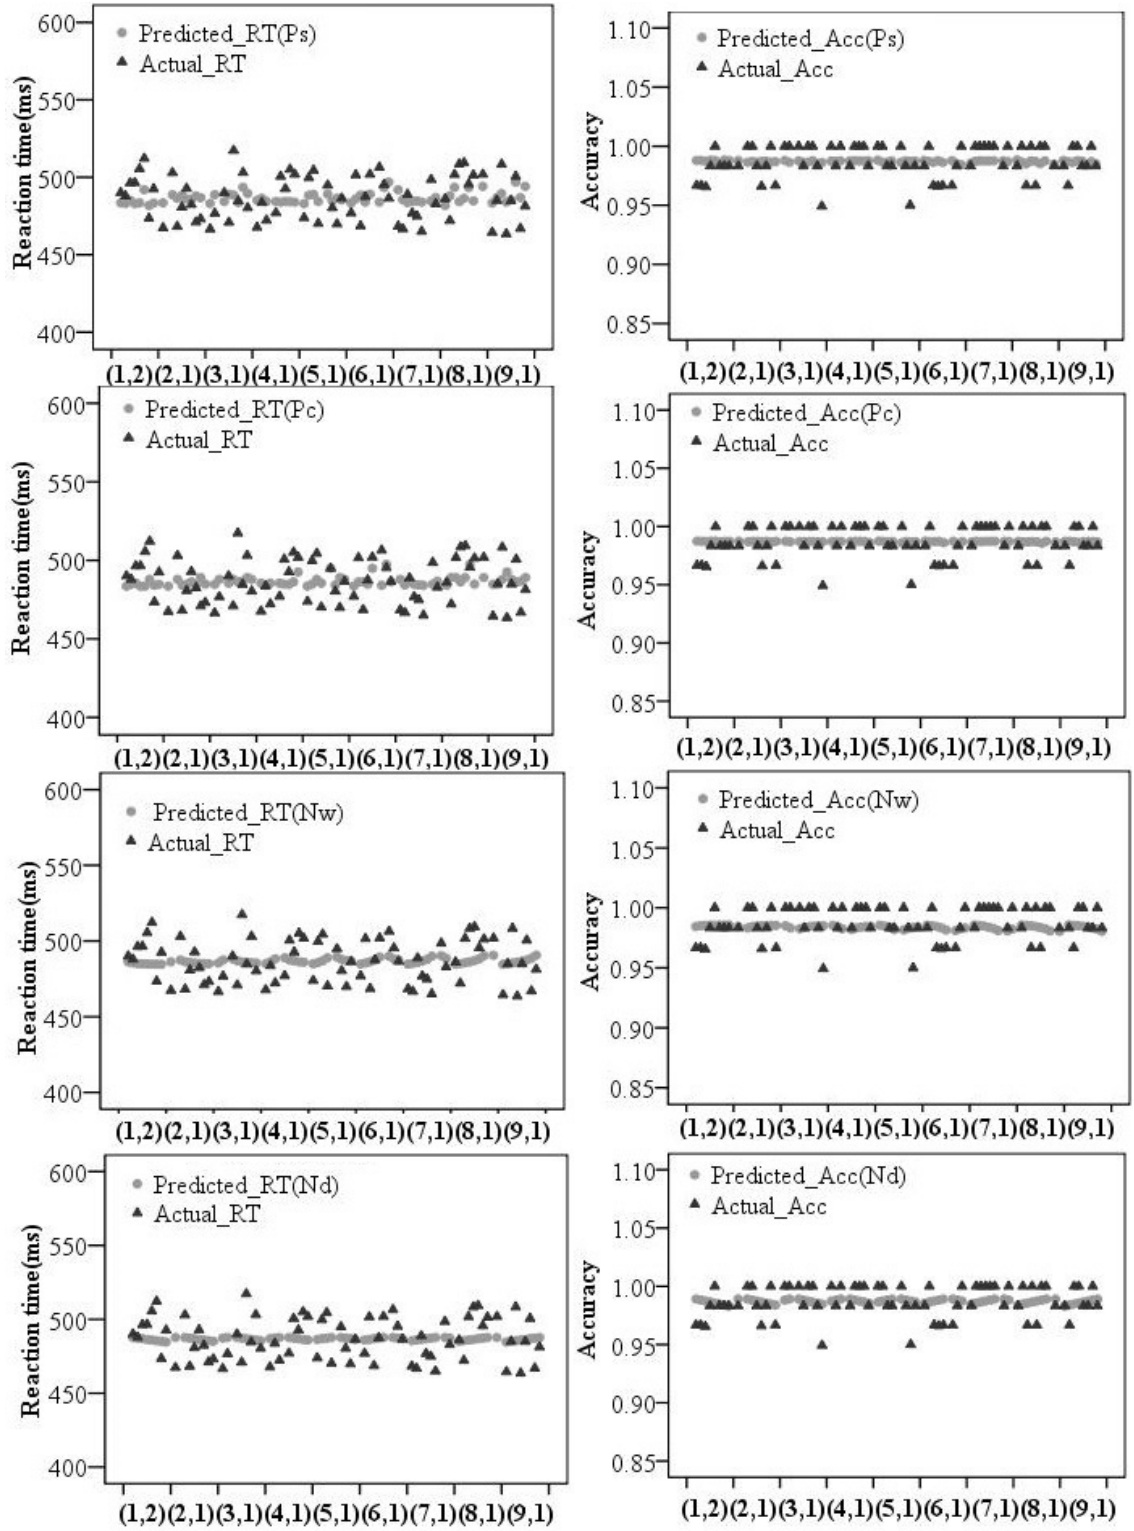 600
Predicted_RT(Ps)
Actual_RT
550
500
450
400
Reaction time(ms)
(1,2)(2,1)(3,1)(4,1)(5,1)(6,1)(7,1)(8,1)(9,1)
1.10
Predicted_Acc(Ps)
Actual_Acc
1.05
1.00
0.95
0.90
0.85
Accuracy
(1,2)(2,1)(3,1)(4,1)(5,1)(6,1)(7,1)(8,1)(9,1)
600
Predicted_RT(Pc)
Actual_RT
550
500
450
400
Reaction time(ms)
(1,2)(2,1)(3,1)(4,1)(5,1)(6,1)(7,1)(8,1)(9,1)
1.10
Predicted_Acc(Pc)
Actual_Acc
1.05
1.00
0.95
0.90
0.85
Accuracy
(1,2)(2,1)(3,1)(4,1)(5,1)(6,1)(7,1)(8,1)(9,1)
600
Predicted_RT(Nw)
Actual_RT
550
500
450
400
Reaction time(ms)
(1,2)(2,1)(3,1)(4,1)(5,1)(6,1)(7,1)(8,1)(9,1)
1.10
Predicted_Acc(Nw)
Actual_Acc
1.05
1.00
0.95
0.90
0.85
Accuracy
(1,2)(2,1)(3,1)(4,1)(5,1)(6,1)(7,1)(8,1)(9,1)
600
Predicted_RT(Nd)
Actual_RT
550
500
450
400
Reaction time(ms)
(1,2)(2,1)(3,1)(4,1)(5,1)(6,1)(7,1)(8,1)(9,1)
1.10
Predicted_Acc(Nd)
Actual_Acc
1.05
1.00
0.95
0.90
0.85
Accuracy
(1,2)(2,1)(3,1)(4,1)(5,1)(6,1)(7,1)(8,1)(9,1)